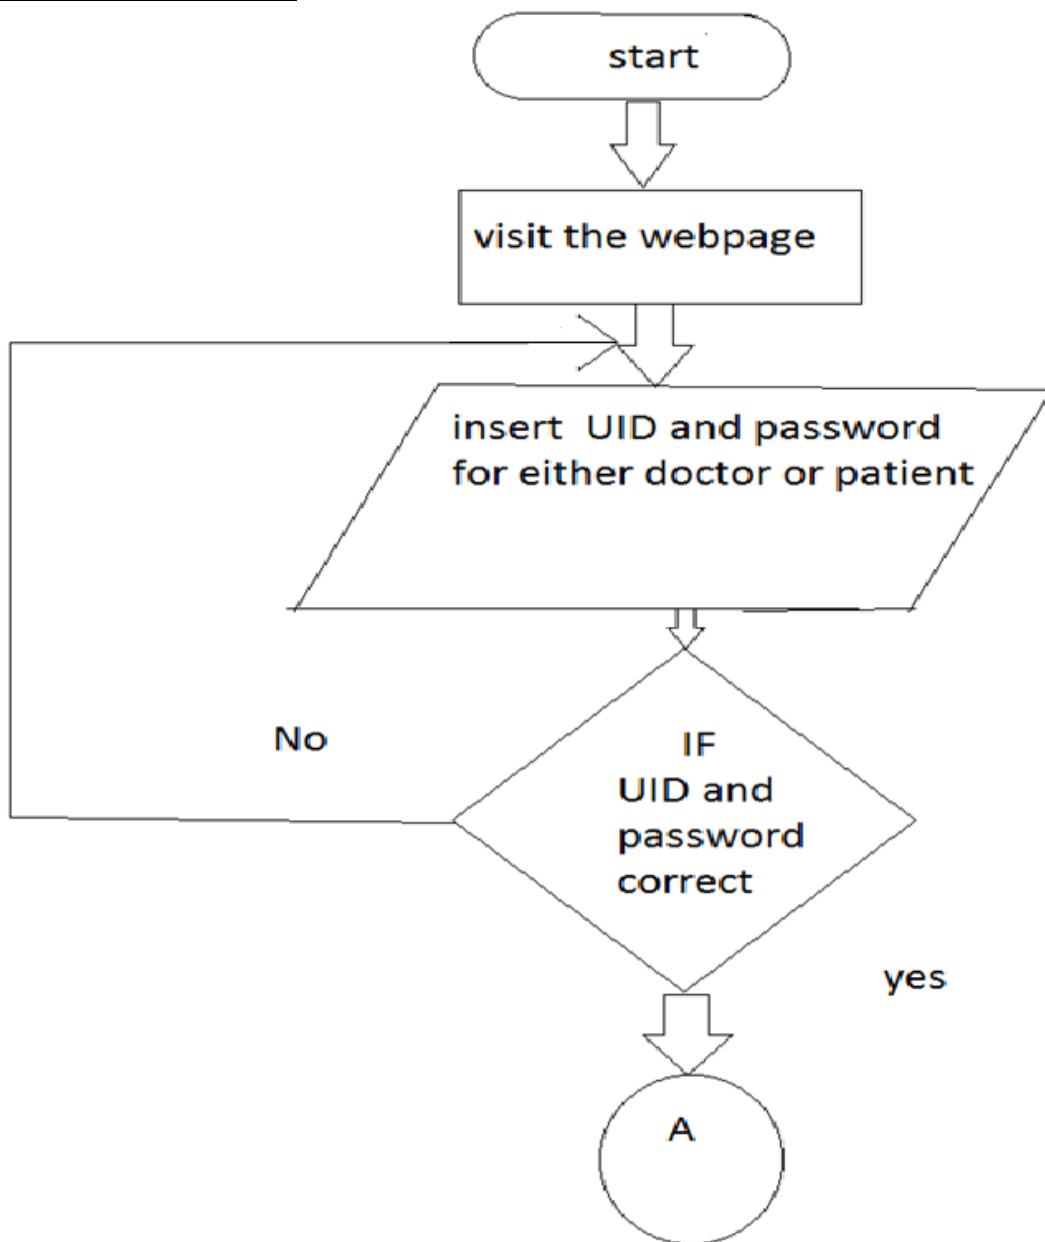 start
visit the webpage
insert UID and password
for either doctor or patient
No
IF
UID and
password
correct
yes
A